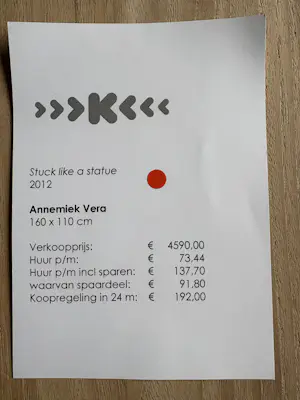 >>>K<<<
Stuck like a statue
2012
Annemiek Vera
160 x 110 cm
Verkoopprijs: € 4590,00
Huur p/m: € 73,44
Huur p/m incl sparen: € 137,70
waarvan spaardeel: € 91,80
Koopregeling in 24 m: € 192,00